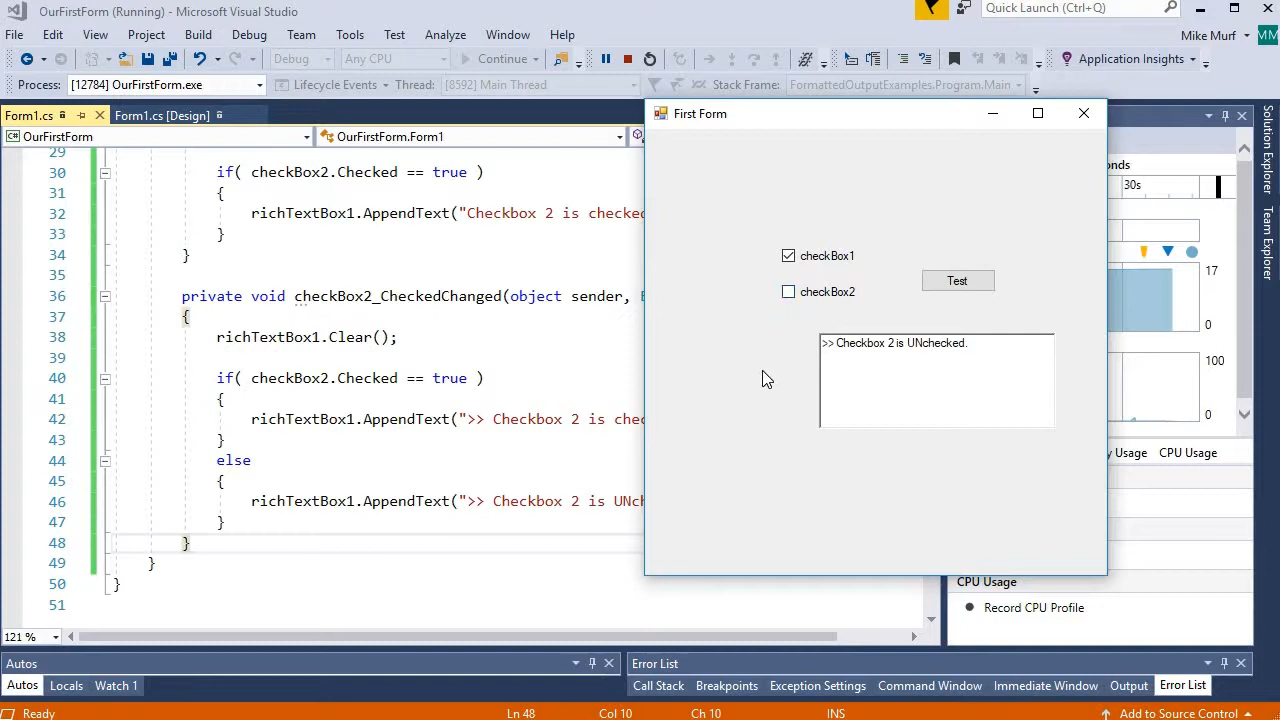 OurFirstForm (Running) - Microsoft Visual Studio
Quick Launch (Ctrl+Q)
File Edit View Project Build Debug Team Tools Test Analyze Window Help
Mike Murf MM
Debug Any CPU Continue Application Insights
Process: [12784] OurFirstForm.exe Lifecycle Events Thread: [8592] Main Thread Stack Frame: FormattedOutputExamples.Program.Main
Form1.cs Form1.cs [Design]
OurFirstForm OurFirstForm.Form1
29
30 if( checkBox2.Checked == true )
31 {
32 richTextBox1.AppendText("Checkbox 2 is checked
33 }
34 }
35
36 private void checkBox2_CheckedChanged(object sender,
37 {
38 richTextBox1.Clear();
39
40 if( checkBox2.Checked == true )
41 {
42 richTextBox1.AppendText(">> Checkbox 2 is chec
43 }
44 else
45 {
46 richTextBox1.AppendText(">> Checkbox 2 is UNch
47 }
48 }
49 }
50 }
51
121 %
First Form
checkBox1
Test
checkBox2
>> Checkbox 2 is UNchecked.
onds
30s
17
0
100
0
y Usage CPU Usage
CPU Usage
Record CPU Profile
Solution Explorer
Team Explorer
Autos
Autos Locals Watch 1
Error List
Call Stack Breakpoints Exception Settings Command Window Immediate Window Output Error List
Ready Ln 48 Col 10 Ch 10 INS Add to Source Control